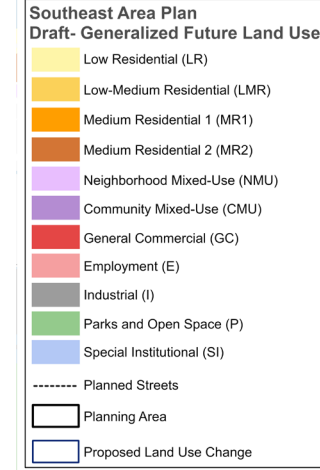 Southeast Area Plan
Draft- Generalized Future Land Use
Low Residential (LR)
Low-Medium Residential (LMR)
Medium Residential 1 (MR1)
Medium Residential 2 (MR2)
Neighborhood Mixed-Use (NMU)
Community Mixed-Use (CMU)
General Commercial (GC)
Employment (E)
Industrial (I)
Parks and Open Space (P)
Special Institutional (SI)
Planned Streets
Planning Area
Proposed Land Use Change